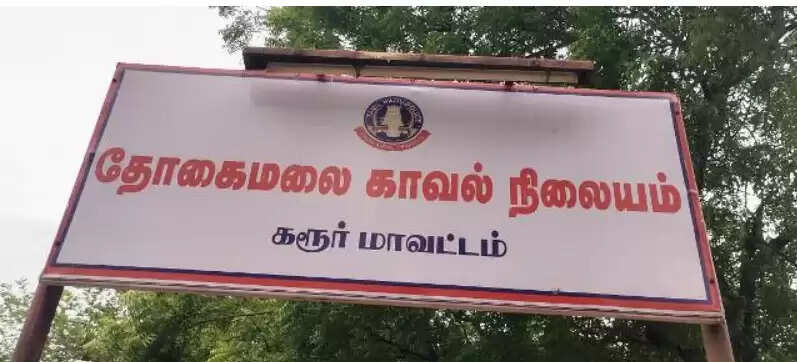 தோகைமலை காவல் நிலையம்
கரூர் மாவட்டம்